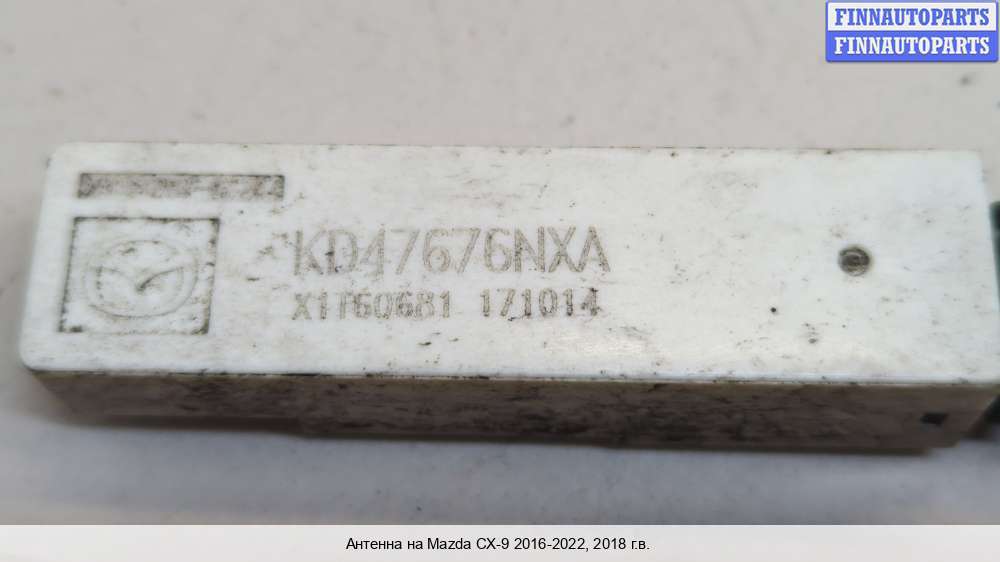 FINNAUTOPARTS
FINNAUTOPARTS
KD47676NXA
X1T60681 171014
Антенна на Mazda CX-9 2016-2022, 2018 г.в.